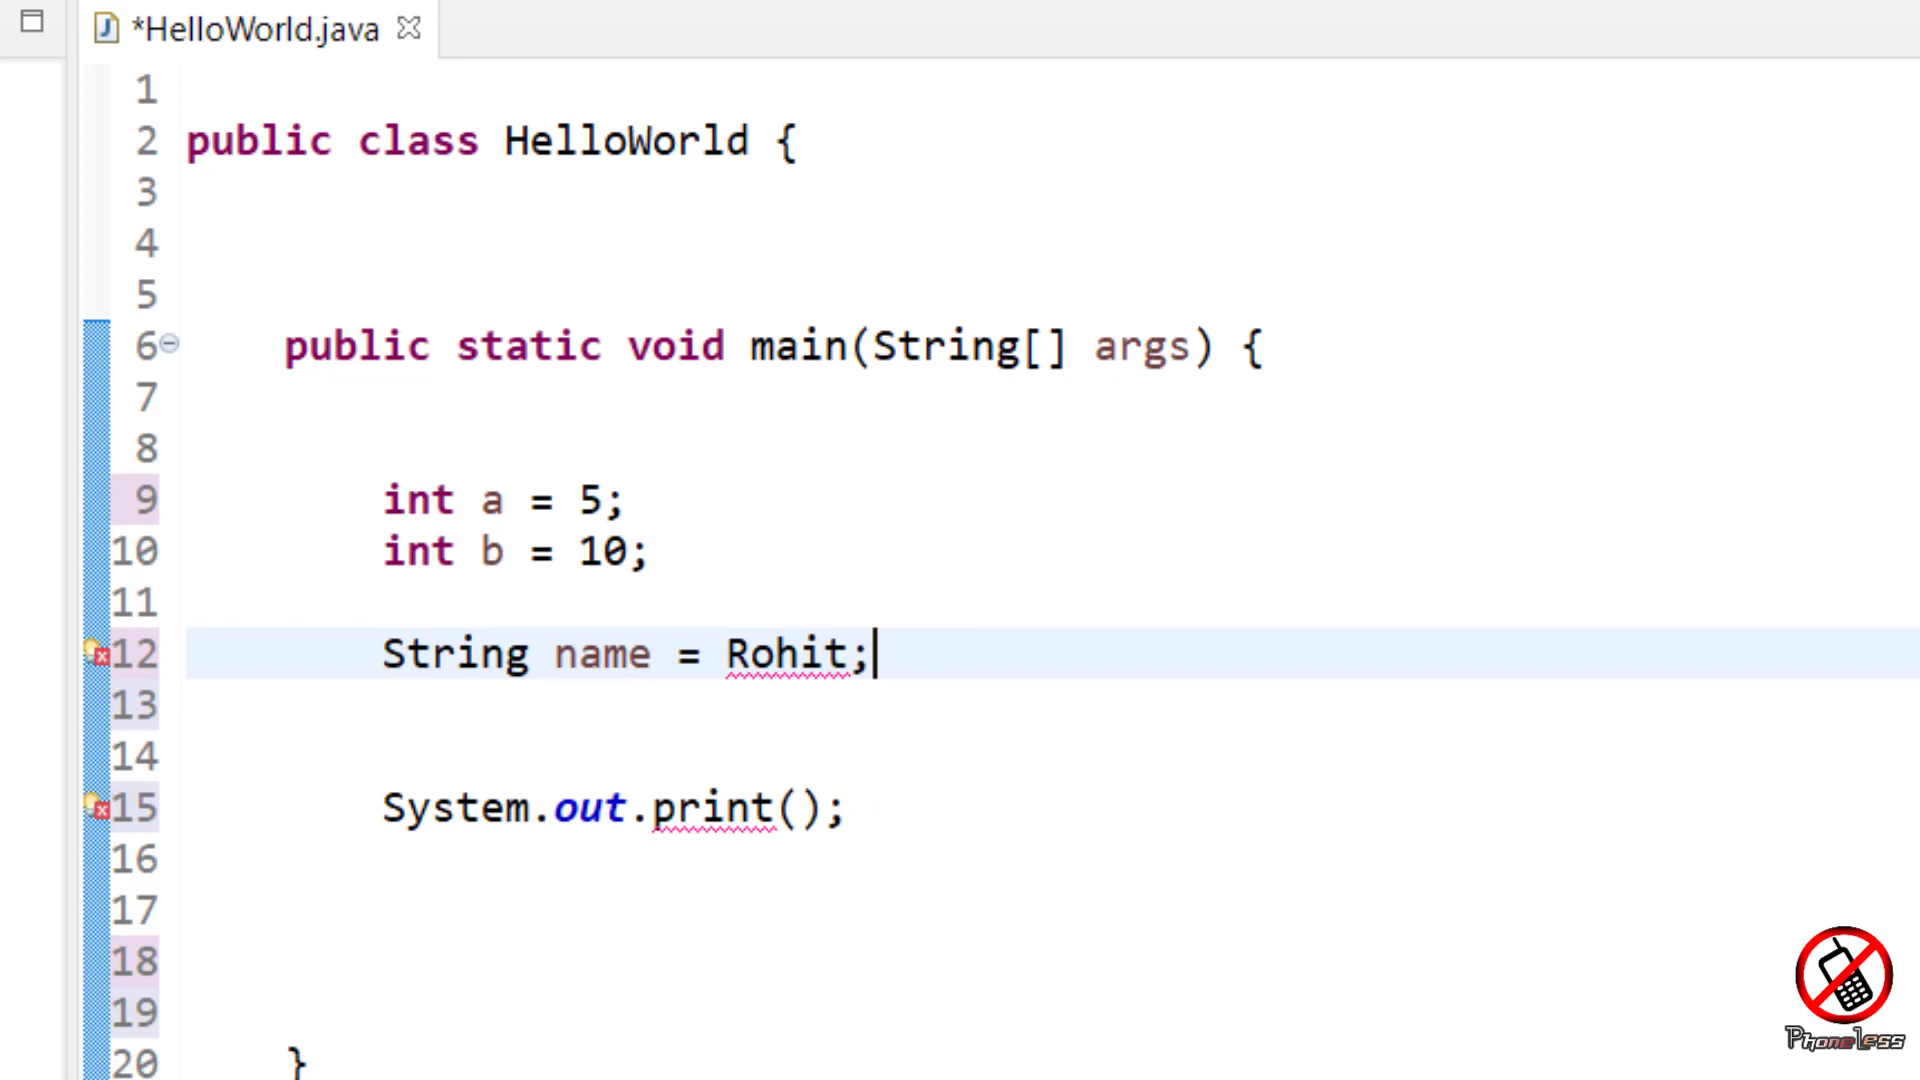 *HelloWorld.java
1
2 public class HelloWorld {
3
4
5
6 public static void main(String[] args) {
7
8
9 int a = 5;
10 int b = 10;
11
12 String name = Rohit;
13
14
15 System.out.print();
16
17
18
19
20 }
Phoneless